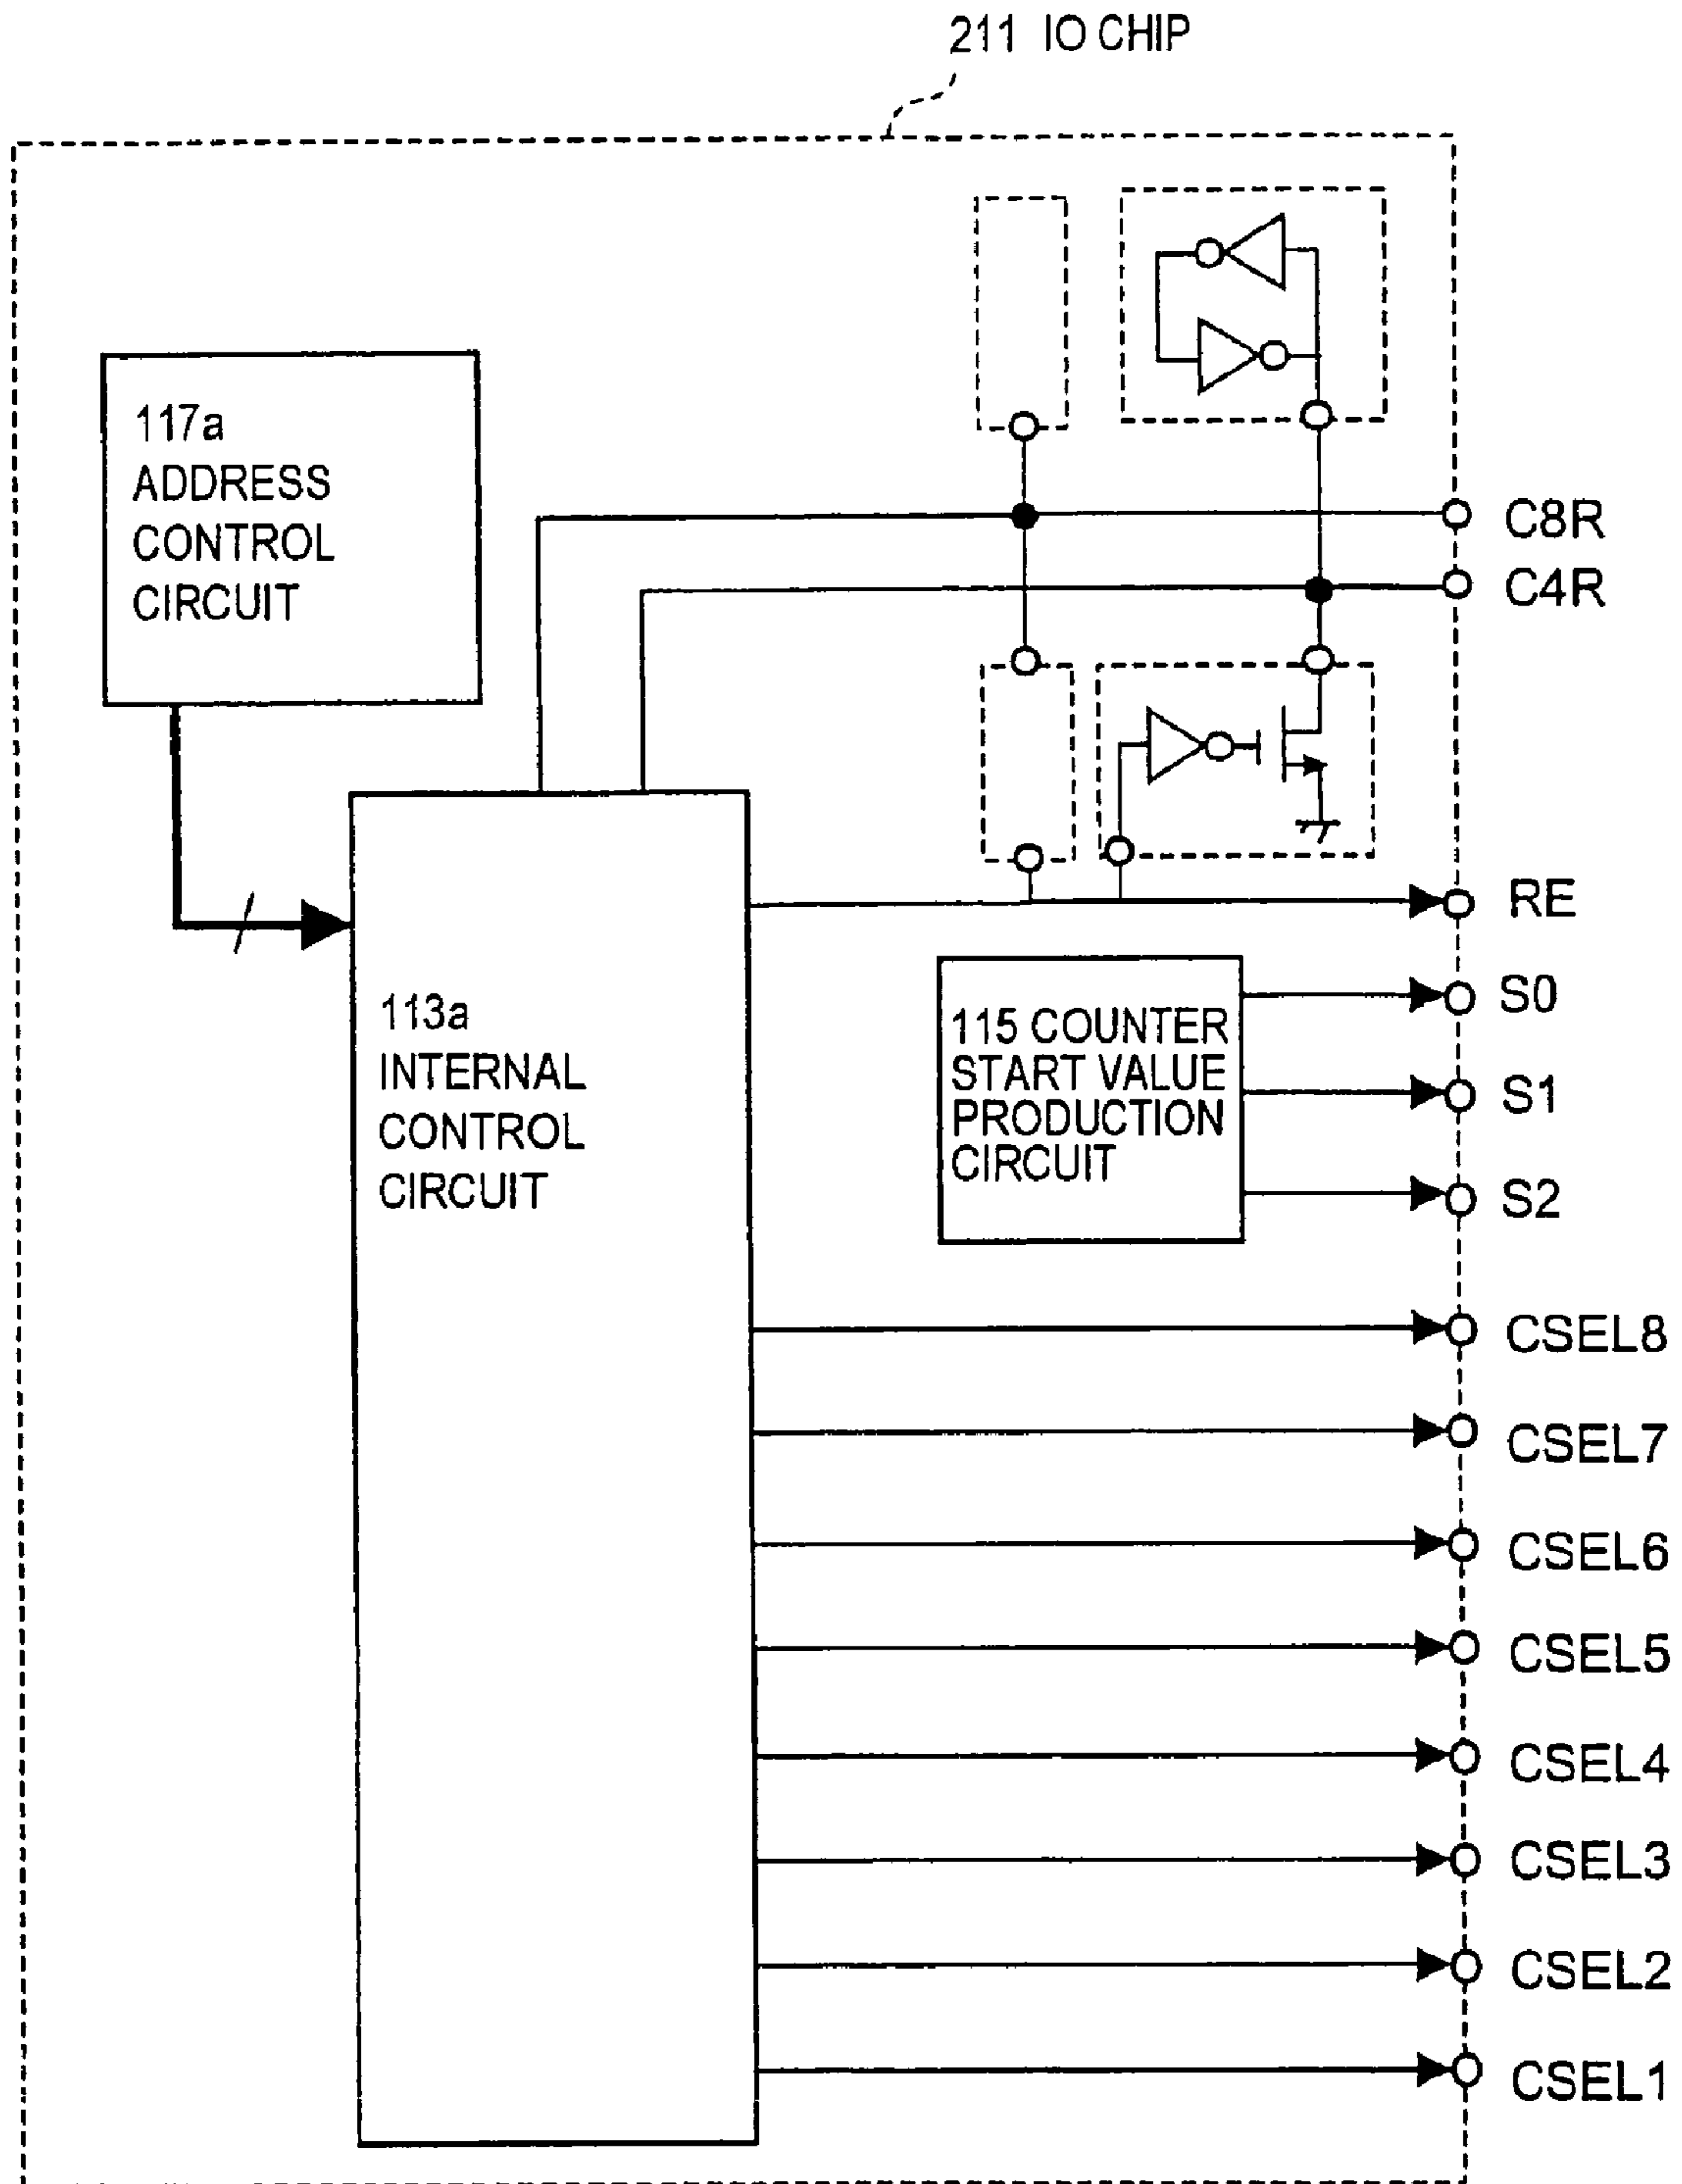 211 IO CHIP
117a
ADDRESS
CONTROL
CIRCUIT
C8R
C4R
RE
113a
INTERNAL
CONTROL
CIRCUIT
115 COUNTER
START VALUE
PRODUCTION
CIRCUIT
S0
S1
S2
CSEL8
CSEL7
CSEL6
CSEL5
CSEL4
CSEL3
CSEL2
CSEL1